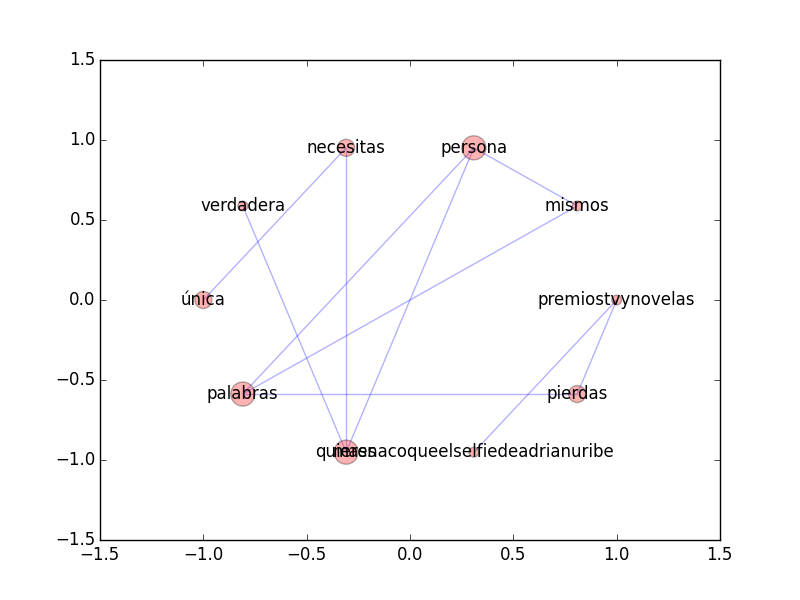 1.5
1.0
necesitas persona
verdadera mismos
0.5
única premiostvynovelas
0.0
palabras pierdas
−0.5
masnacoqueelselfiedeadrianuribe
−1.0
−1.5
−1.5 −1.0 −0.5 0.0 0.5 1.0 1.5